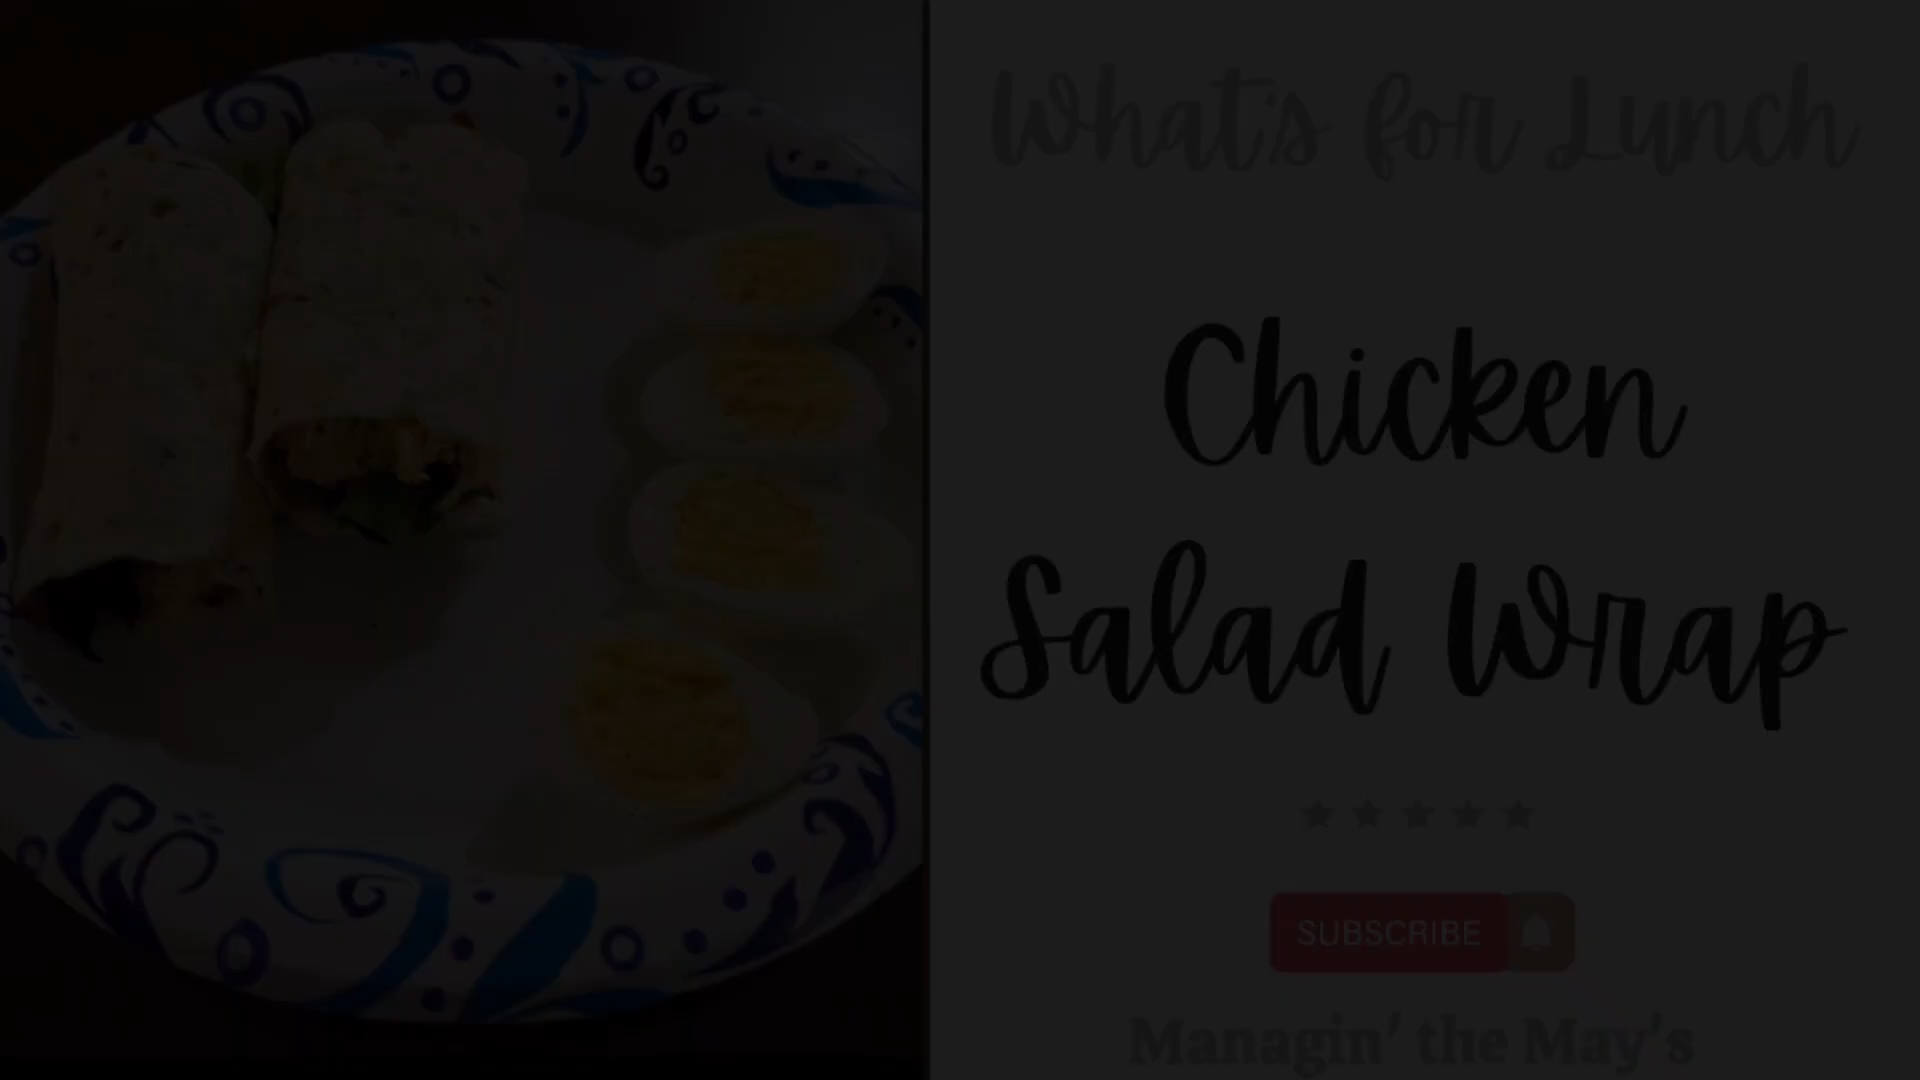 What's for Lunch
Chicken
Salad Wrap
SUBSCRIBE
Managin' the May's